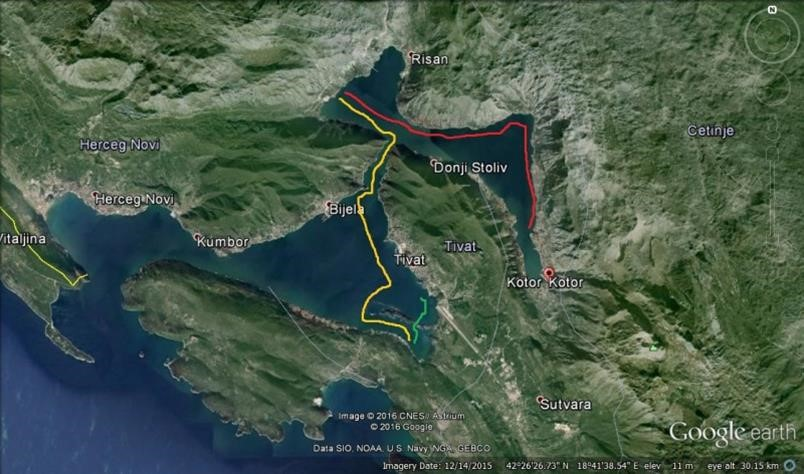 N
Risan
Herceg Novi
Cetinje
Donji Stoliv
Herceg Novi
Bijela
Vitaljina
Kumbor
Tivat
Tivat
Kotor Kotor
Sutvara
Image © 2016 CNES / Astrium
© 2016 Google
Google earth
Data SIO, NOAA, U.S. Navy, NGA, GEBCO
Imagery Date: 12/14/2015 42°26'26.73" N 18°41'38.54" E elev 11 m eye alt 30.15 km